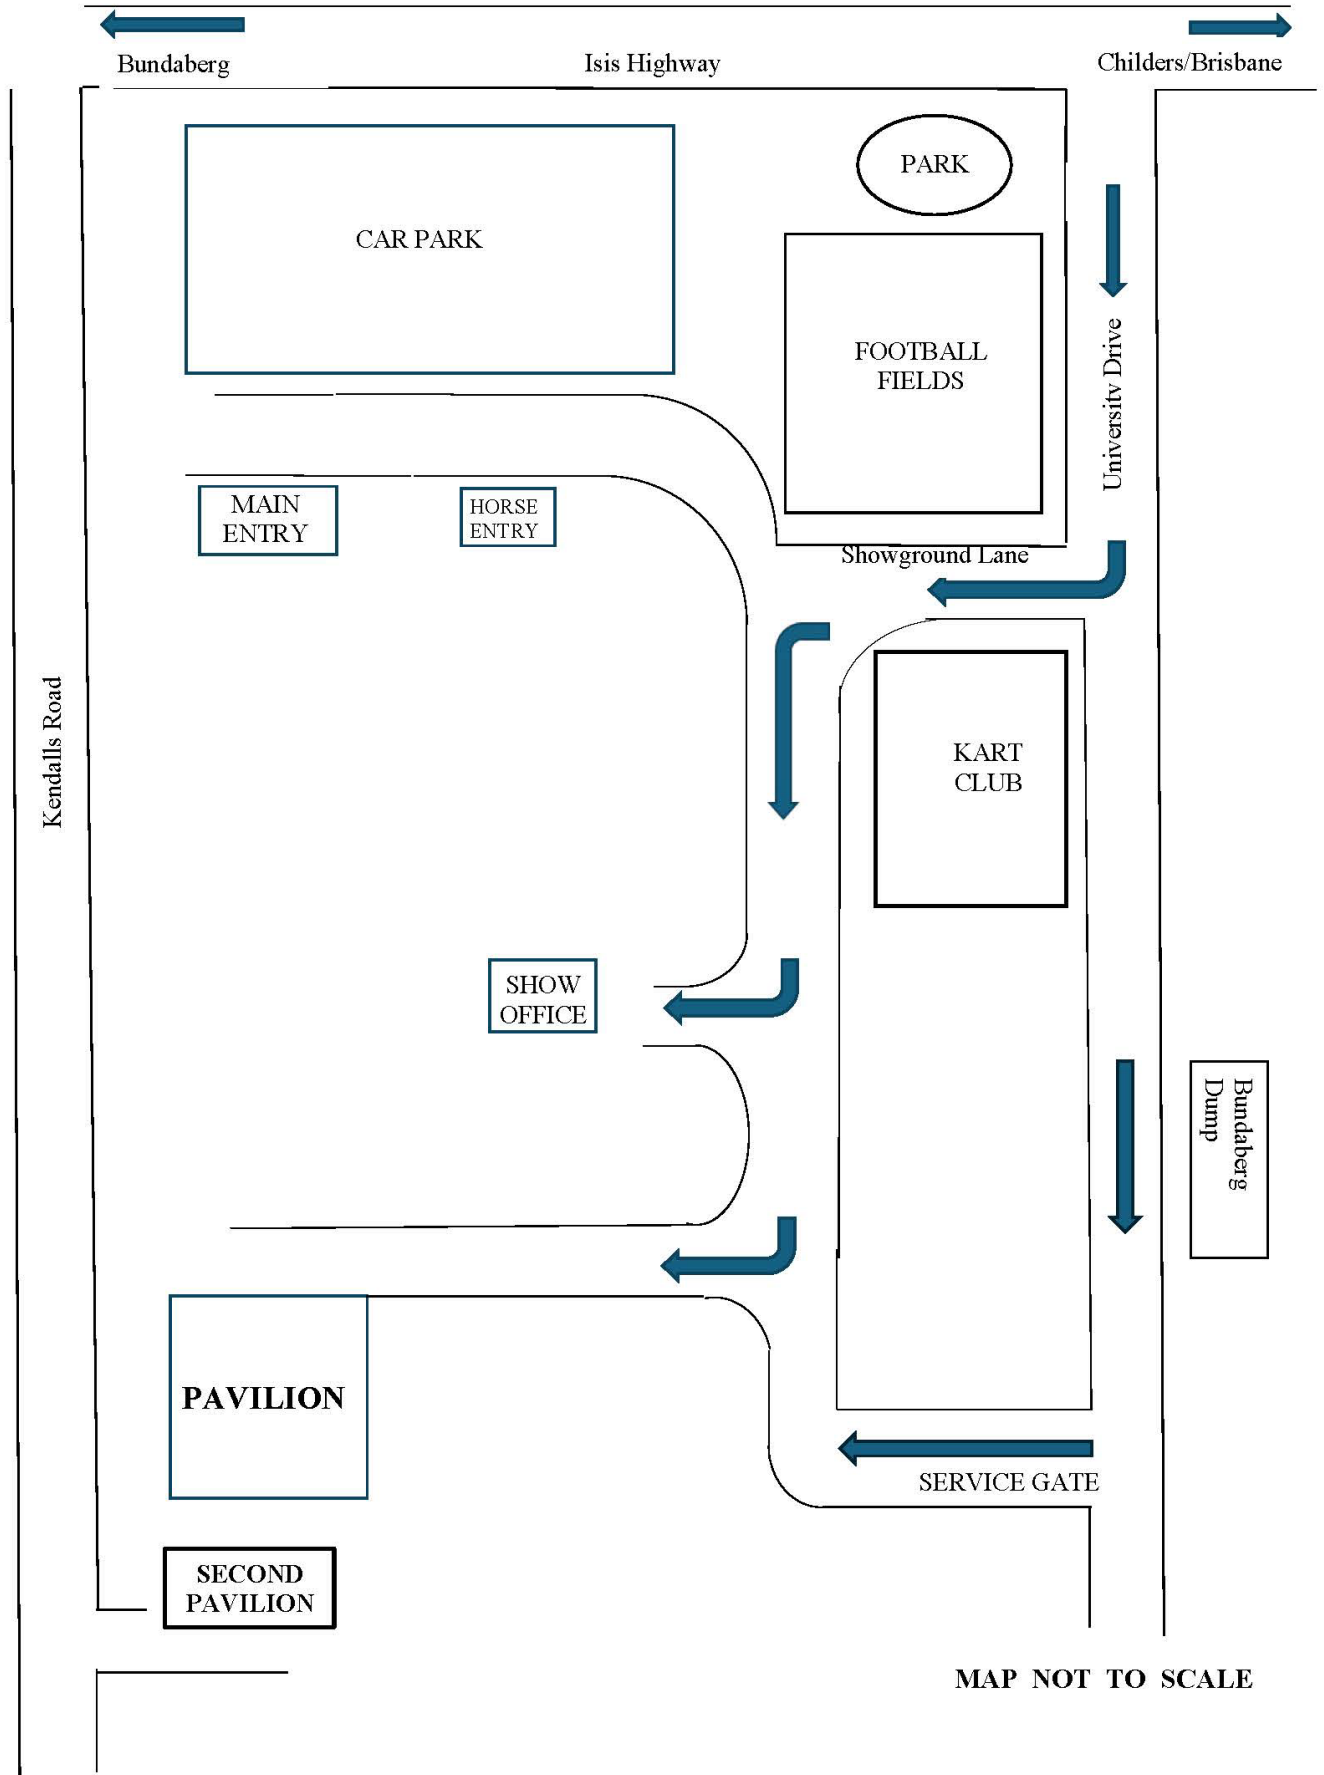 Bundaberg
Isis Highway
Childers/Brisbane
PARK
CAR PARK
FOOTBALL
FIELDS
University Drive
MAIN
ENTRY
HORSE
ENTRY
Showground Lane
Kendalls Road
KART
CLUB
SHOW
OFFICE
Bundaberg
Dump
PAVILION
SERVICE GATE
SECOND
PAVILION
MAP NOT TO SCALE